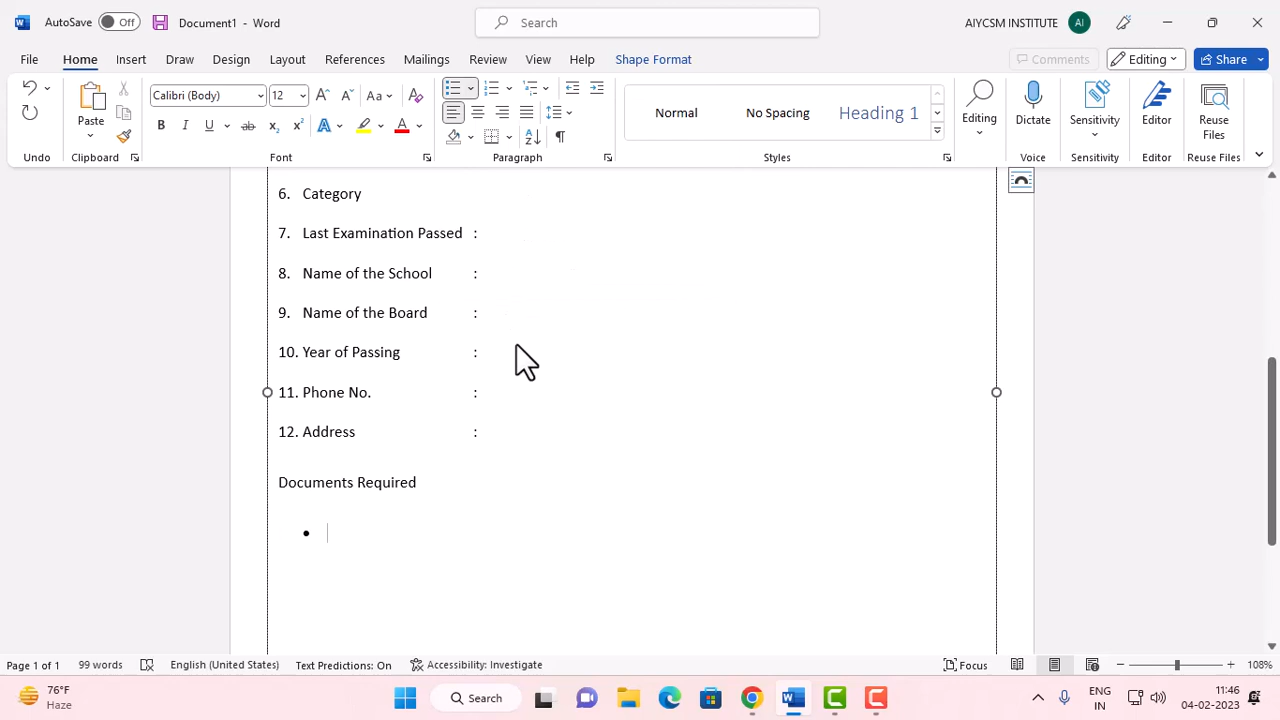 AutoSave Off Document1 - Word Search AIYCSM INSTITUTE AI
File Home Insert Draw Design Layout References Mailings Review View Help Shape Format Comments Editing Share
Calibri (Body) 12 Aa
Paste B I U ab x₂ x² A A Normal No Spacing Heading 1 Editing Dictate Sensitivity Editor Reuse Files
Undo Clipboard Font Paragraph Styles Voice Sensitivity Editor Reuse Files
6. Category
7. Last Examination Passed :
8. Name of the School :
9. Name of the Board :
10. Year of Passing :
11. Phone No. :
12. Address :
Documents Required
•
Page 1 of 1 99 words English (United States) Text Predictions: On Accessibility: Investigate Focus 108%
76°F
Haze
Search
ENG
IN
11:46
04-02-2023